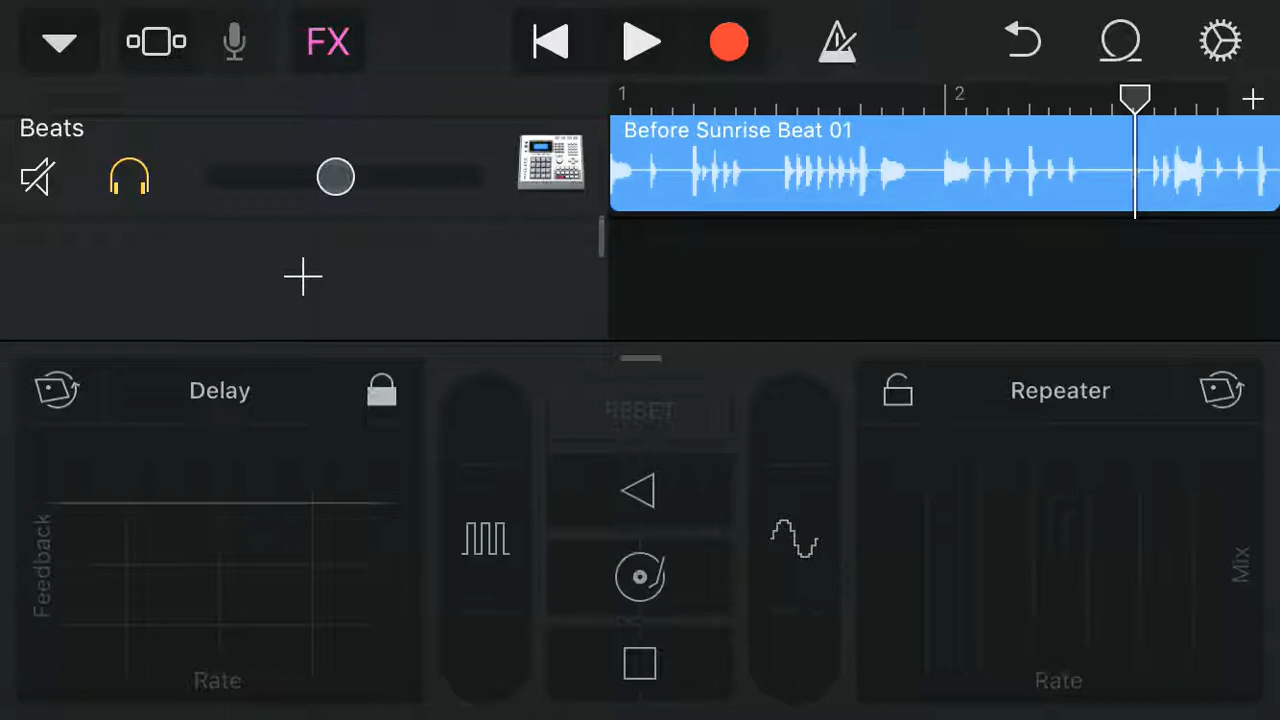 FX
1
2
Beats
Before Sunrise Beat 01
Delay
RESET
Repeater
Feedback
Mix
Rate
Rate